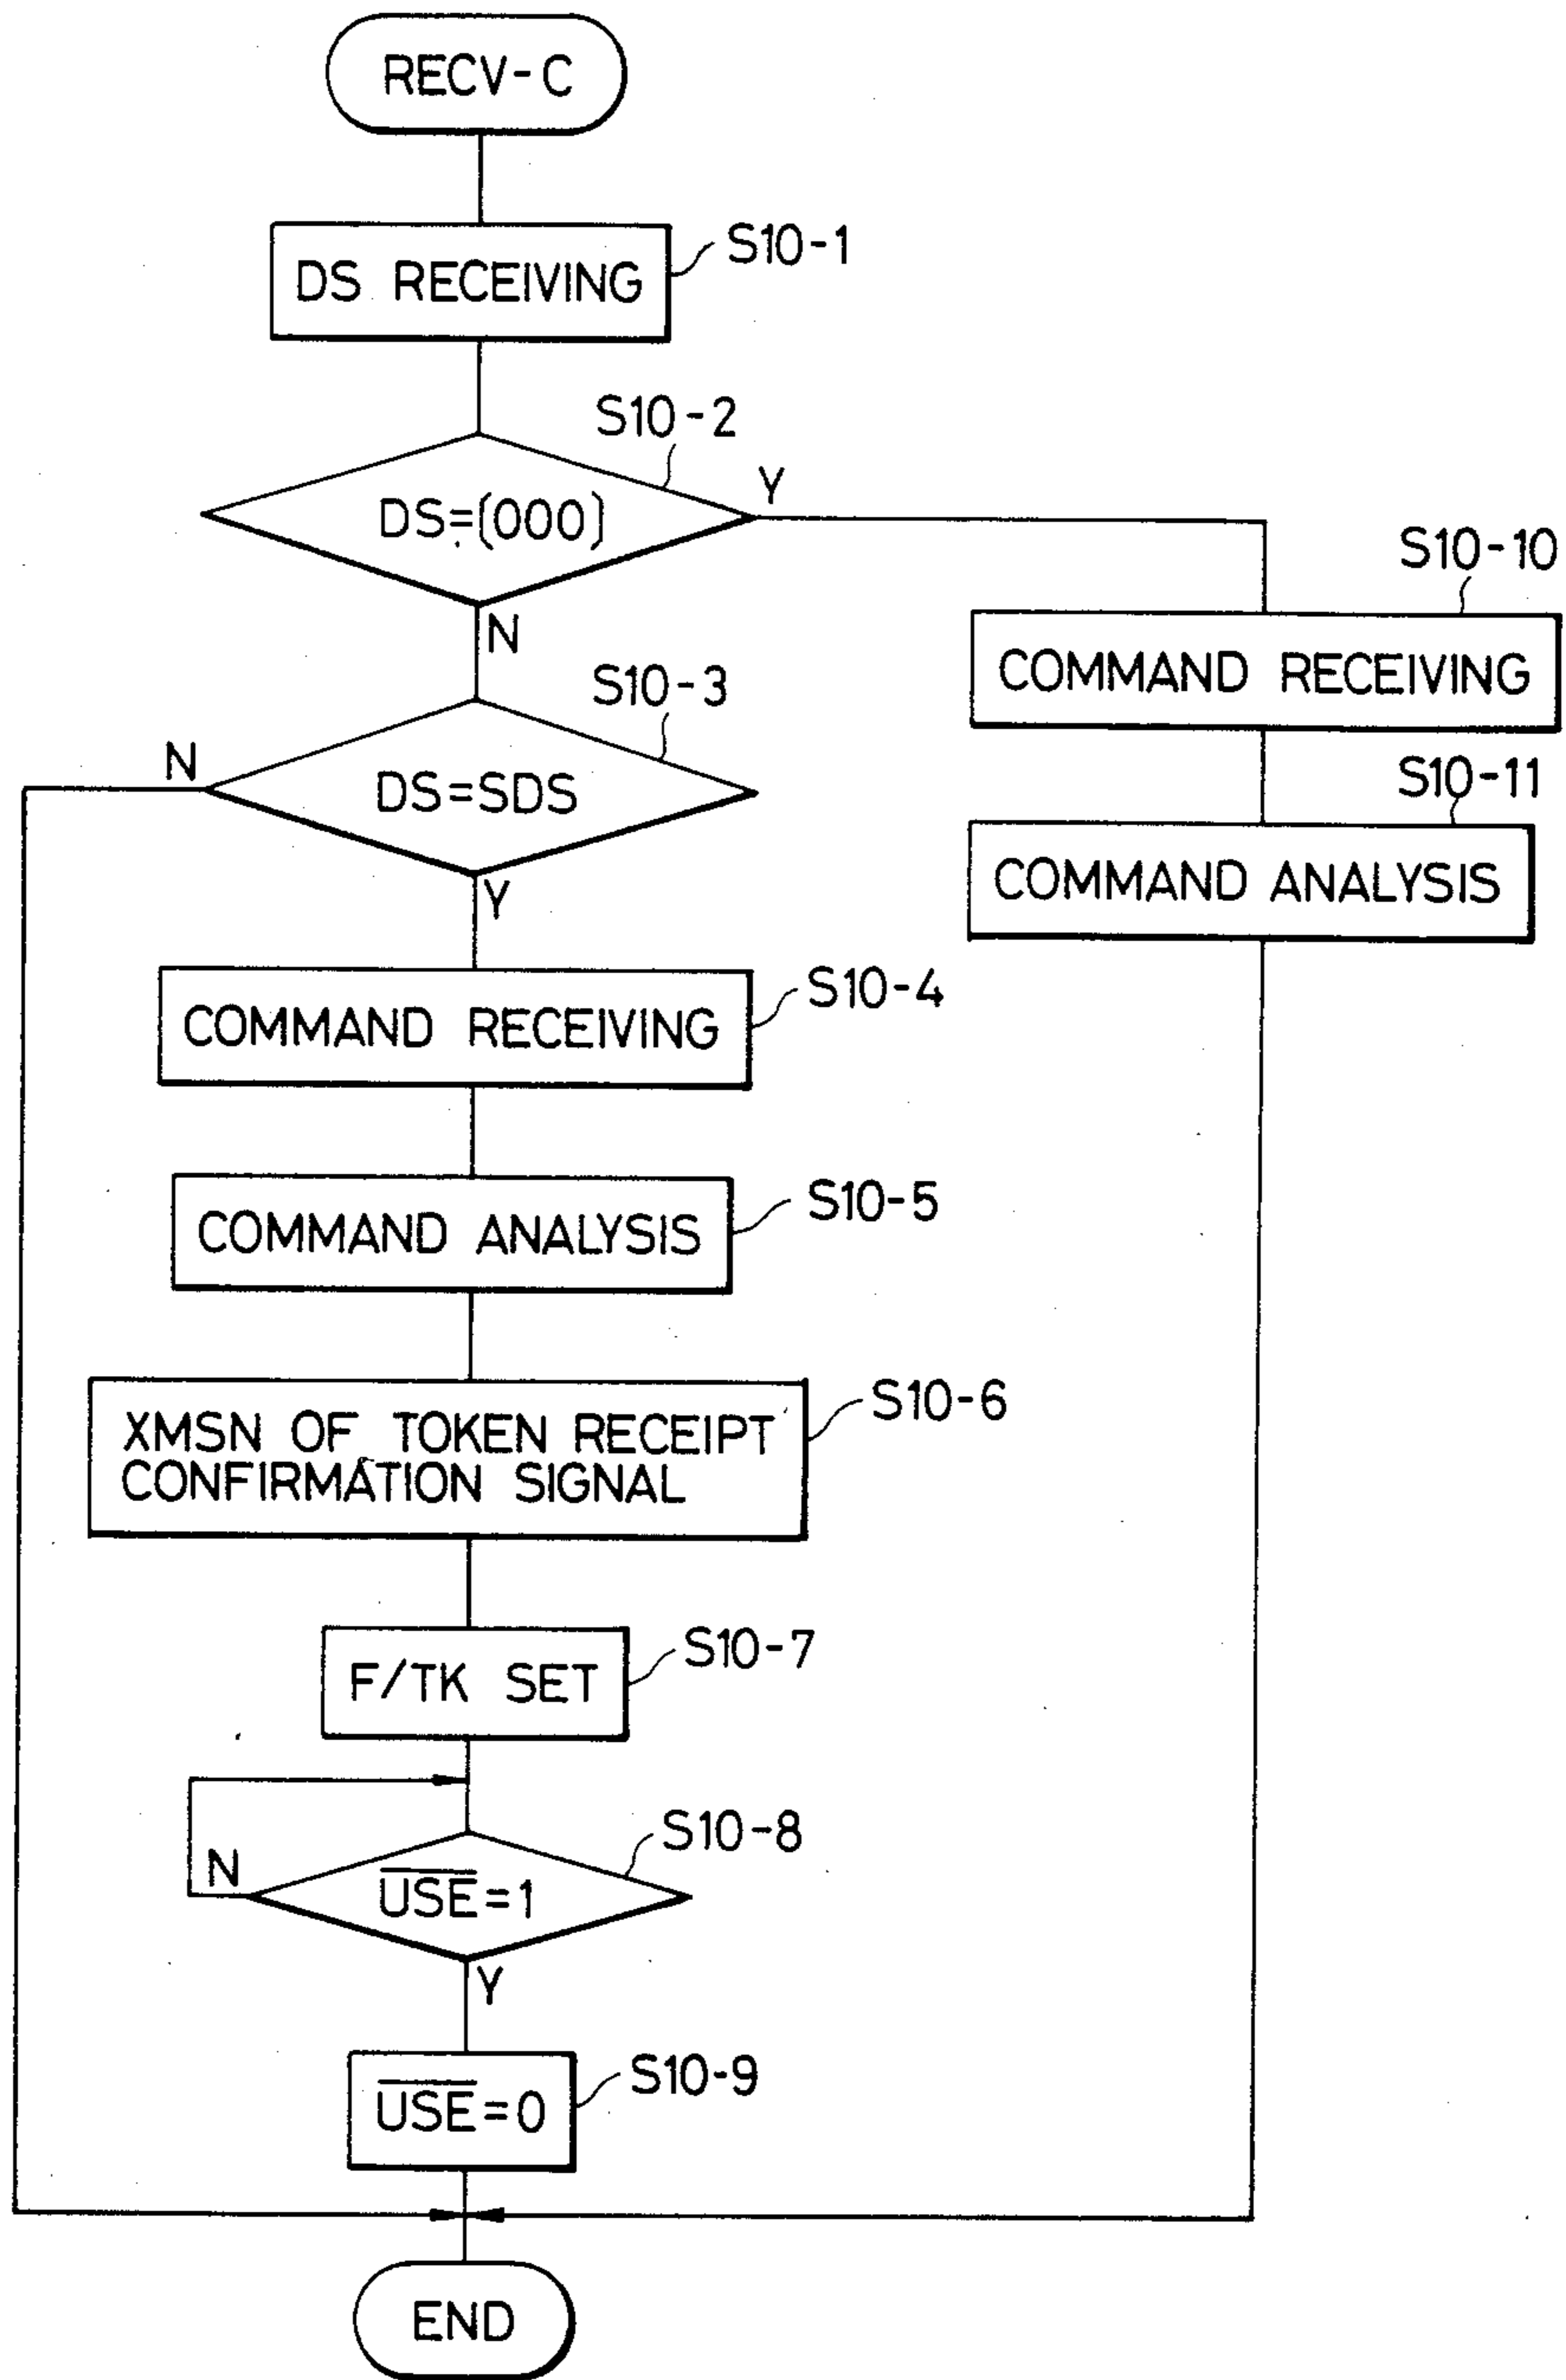 RECV-C
DS RECEIVING
S10-1
S10-2
DS=(000)
Y
N
S10-10
COMMAND RECEIVING
S10-11
COMMAND ANALYSIS
S10-3
N
DS=SDS
Y
COMMAND RECEIVING
S10-4
COMMAND ANALYSIS
S10-5
XMSN OF TOKEN RECEIPT
CONFIRMATION SIGNAL
S10-6
F/TK SET
S10-7
S10-8
N
U̅S̅E̅=1
Y
U̅S̅E̅=0
S10-9
END